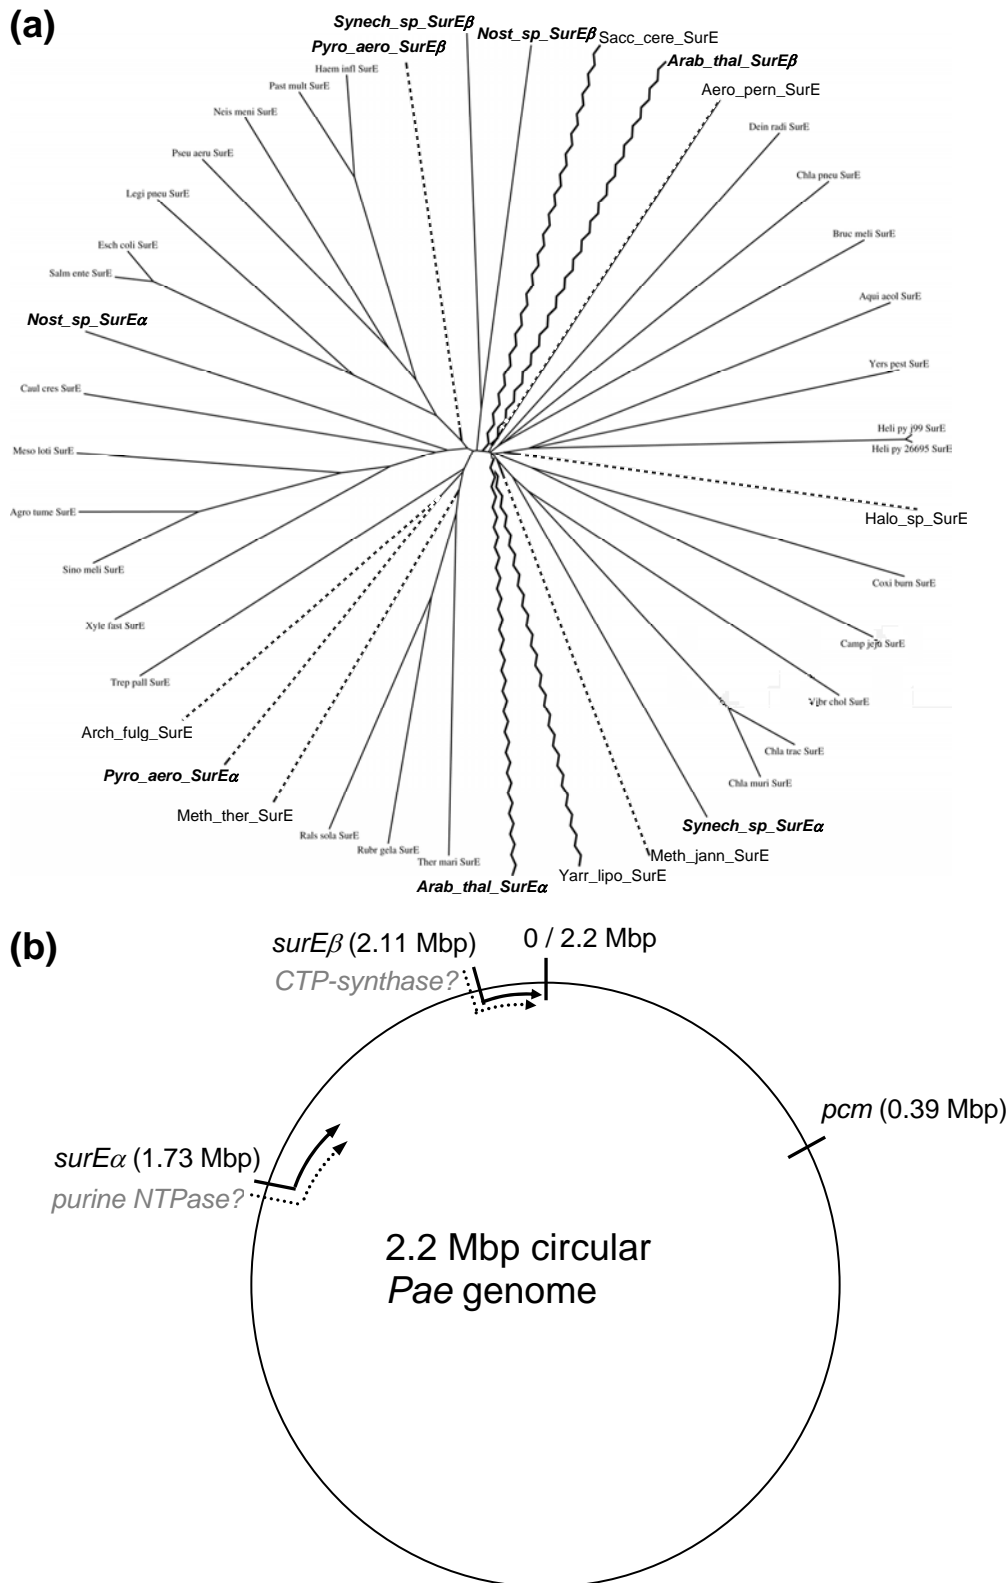 (a)
Synech_sp_SurEβ
Nost_sp_SurEβ
Sacc_cere_SurE
Pyro_aero_SurEβ
Arab_thal_SurEβ
Haem infl SurE
Aero_pern_SurE
Past mult SurE
Neis meni SurE
Dein radi SurE
Pseu aeru SurE
Chla pneu SurE
Legi pneu SurE
Bruc meli SurE
Esch coli SurE
Salm ente SurE
Aqui aeol SurE
Nost_sp_SurEα
Yers pest SurE
Caul cres SurE
Heli py j99 SurE
Meso loti SurE
Heli py 26695 SurE
Agro tume SurE
Halo_sp_SurE
Sino meli SurE
Coxi burn SurE
Xyle fast SurE
Camp jeju SurE
Trep pall SurE
Vibr chol SurE
Arch_fulg_SurE
Chla trac SurE
Pyro_aero_SurEα
Chla muri SurE
Meth_ther_SurE
Synech_sp_SurEα
Rals sola SurE
Rubr gela SurE
Ther mari SurE
Meth_jann_SurE
Arab_thal_SurEα
Yarr_lipo_SurE
(b)
surEβ (2.11 Mbp)
0 / 2.2 Mbp
CTP-synthase?
pcm (0.39 Mbp)
surEα (1.73 Mbp)
purine NTPase?
2.2 Mbp circular
Pae genome